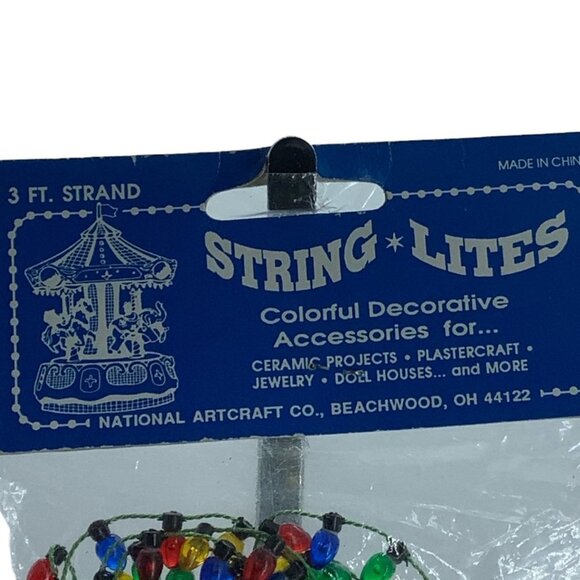 3 FT. STRAND
MADE IN CHIN
STRING * LITES
Colorful Decorative
Accessories for...
CERAMIC PROJECTS • PLASTERCRAFT •
JEWELRY • DOLL HOUSES... and MORE
NATIONAL ARTCRAFT CO., BEACHWOOD, OH 44122